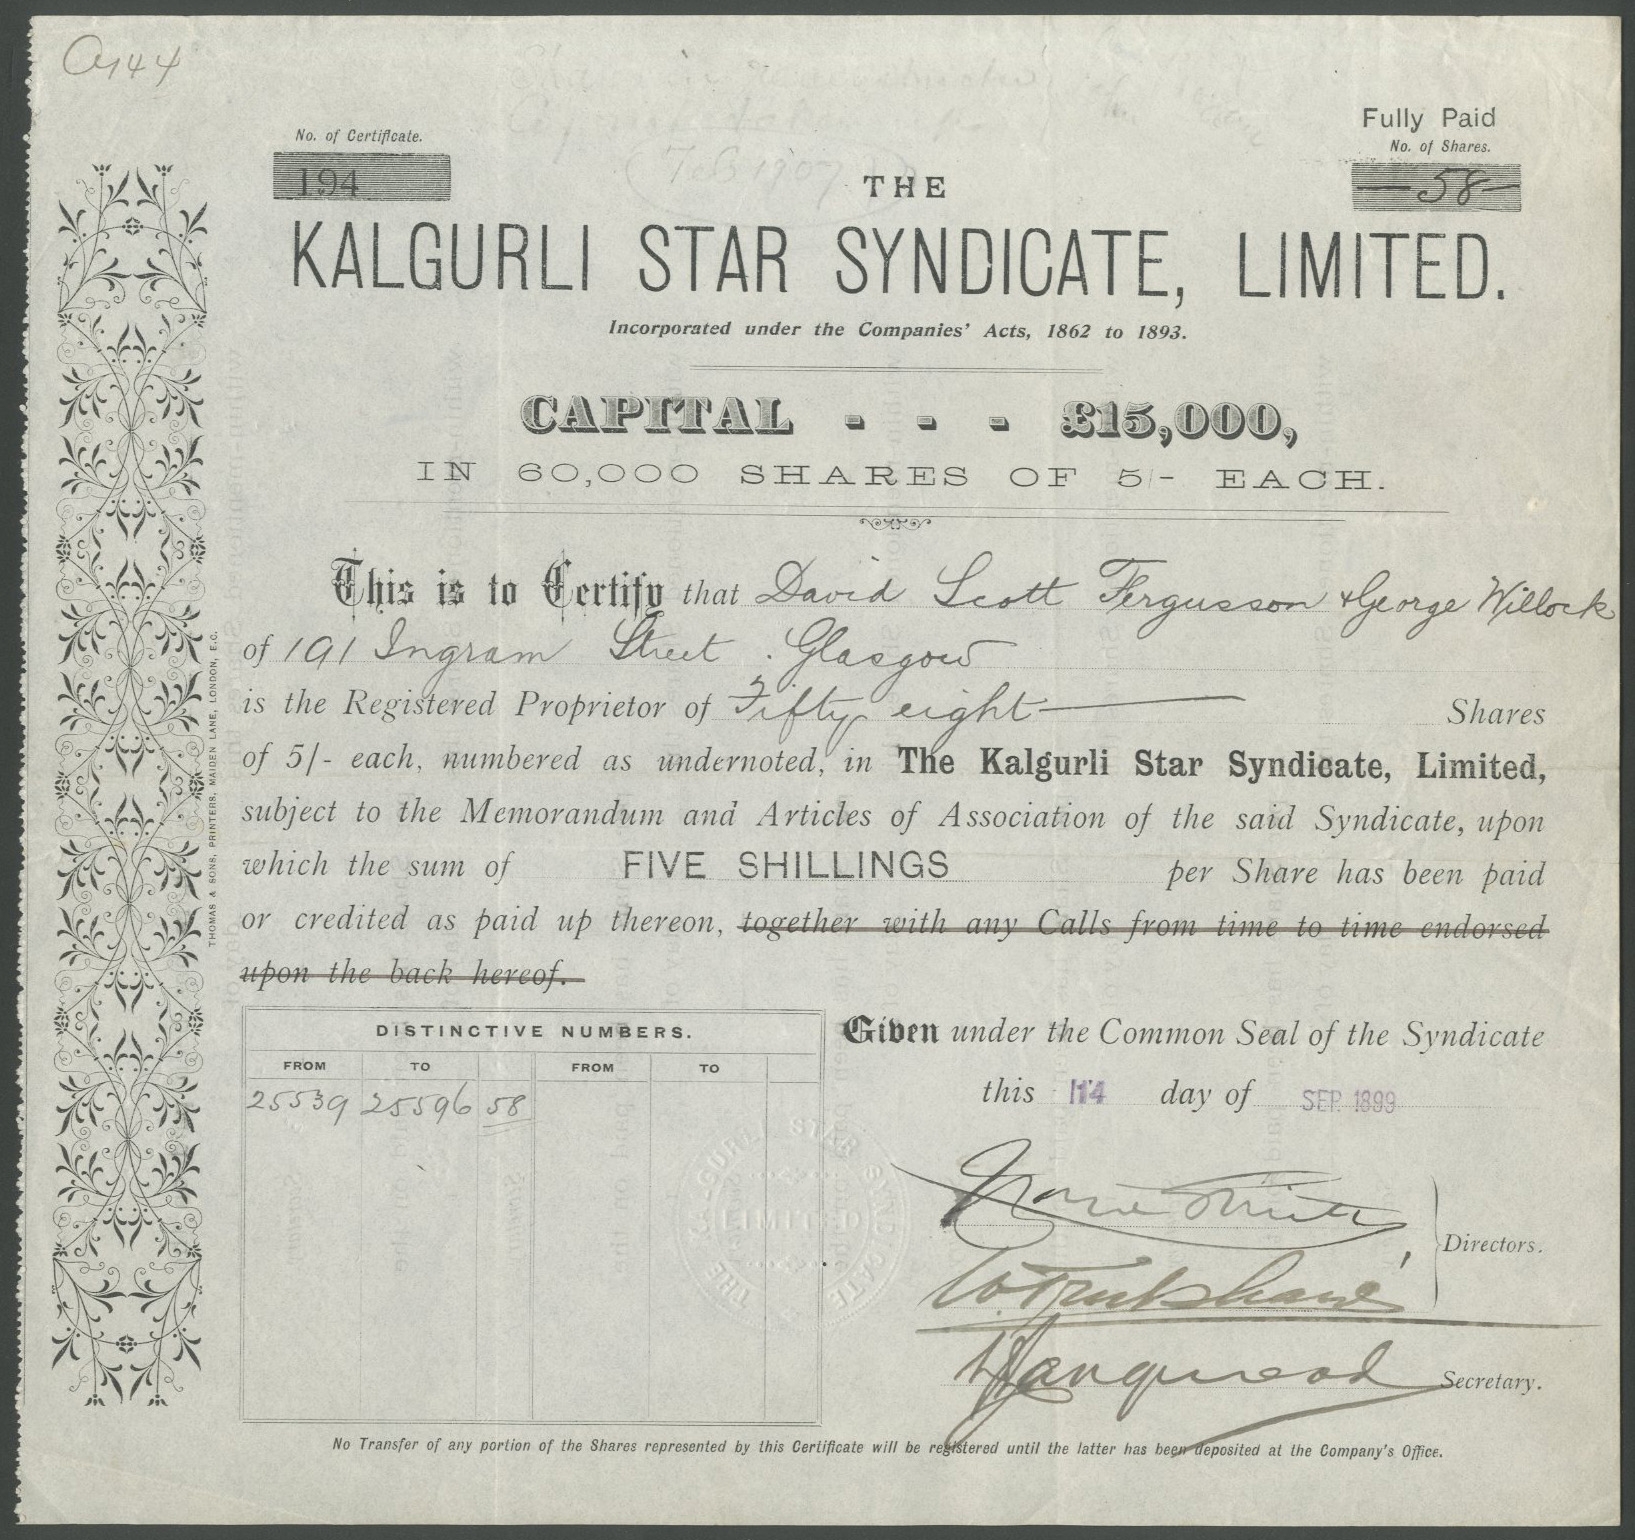 No. of Certificate.
194
Fully Paid
No. of Shares.
58
THE
KALGURLI STAR SYNDICATE, LIMITED.
Incorporated under the Companies' Acts, 1862 to 1893.
CAPITAL - - - £15,000,
IN 60,000 SHARES OF 5/- EACH.
This is to Certify that David Scott Fergusson & George Willock
of 191 Ingram Street. Glasgow
is the Registered Proprietor of Fifty eight Shares
of 5/- each, numbered as undernoted, in The Kalgurli Star Syndicate, Limited,
subject to the Memorandum and Articles of Association of the said Syndicate, upon
which the sum of FIVE SHILLINGS per Share has been paid
or credited as paid up thereon, together with any Calls from time to time endorsed
upon the back hereof.
THOMAS & SONS, PRINTERS, MAIDEN LANE, LONDON, E.C.
DISTINCTIVE NUMBERS.
FROM TO FROM TO
25539 25596 58
Given under the Common Seal of the Syndicate
this 14 day of SEP. 1899
THE KALGURLI STAR SYNDICATE
LIMITED
Directors.
Secretary.
No Transfer of any portion of the Shares represented by this Certificate will be registered until the latter has been deposited at the Company's Office.